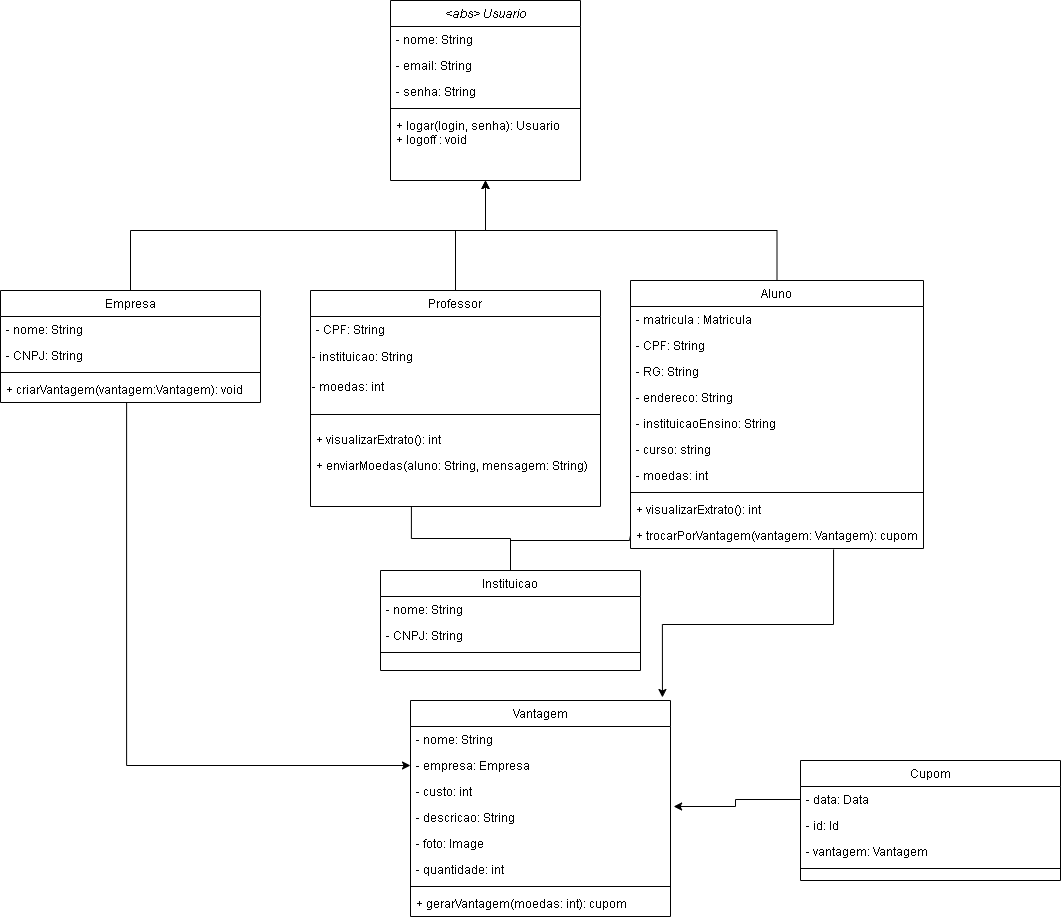 <abs> Usuario
- nome: String
- email: String
- senha: String
+ logar(login, senha): Usuario
+ logoff : void
Empresa
- nome: String
- CNPJ: String
+ criarVantagem(vantagem:Vantagem): void
Professor
- CPF: String
- instituicao: String
- moedas: int
+ visualizarExtrato(): int
+ enviarMoedas(aluno: String, mensagem: String)
Aluno
- matricula : Matricula
- CPF: String
- RG: String
- endereco: String
- instituicaoEnsino: String
- curso: string
- moedas: int
+ visualizarExtrato(): int
+ trocarPorVantagem(vantagem: Vantagem): cupom
Instituicao
- nome: String
- CNPJ: String
Vantagem
- nome: String
- empresa: Empresa
- custo: int
- descricao: String
- foto: Image
- quantidade: int
+ gerarVantagem(moedas: int): cupom
Cupom
- data: Data
- id: Id
- vantagem: Vantagem